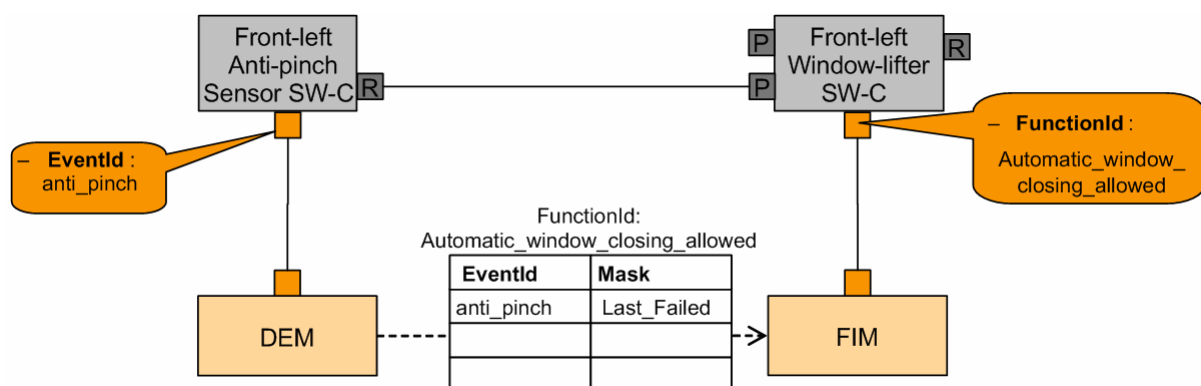 Front-left
Anti-pinch
Sensor SW-C
R
P
P
Front-left
Window-lifter
SW-C
R
– EventId :
anti_pinch
– FunctionId :
Automatic_window_
closing_allowed
FunctionId:
Automatic_window_closing_allowed
EventId Mask
anti_pinch Last_Failed
DEM
FIM